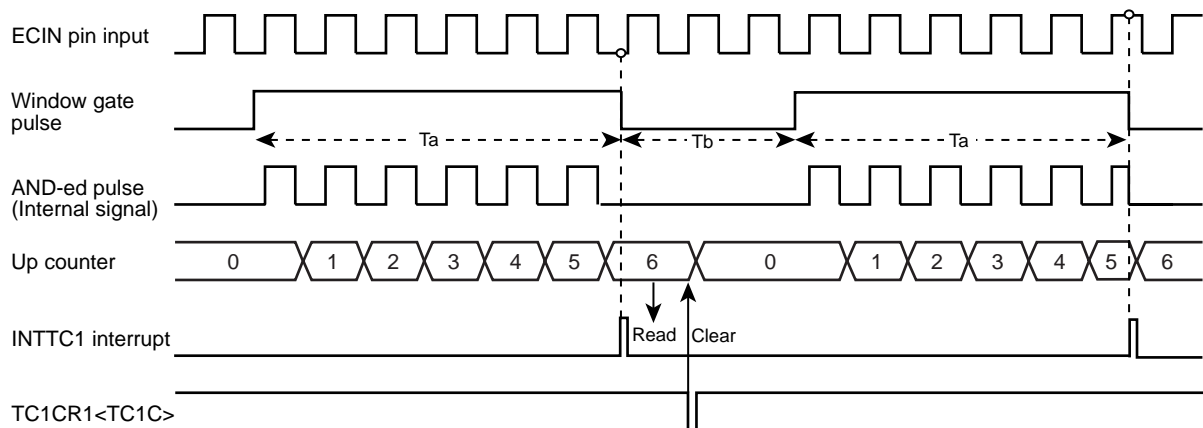 ECIN pin input
Window gate
pulse
Ta
Tb
Ta
AND-ed pulse
(Internal signal)
Up counter
0 1 2 3 4 5 6 0 1 2 3 4 5 6
INTTC1 interrupt
Read
Clear
TC1CR1<TC1C>